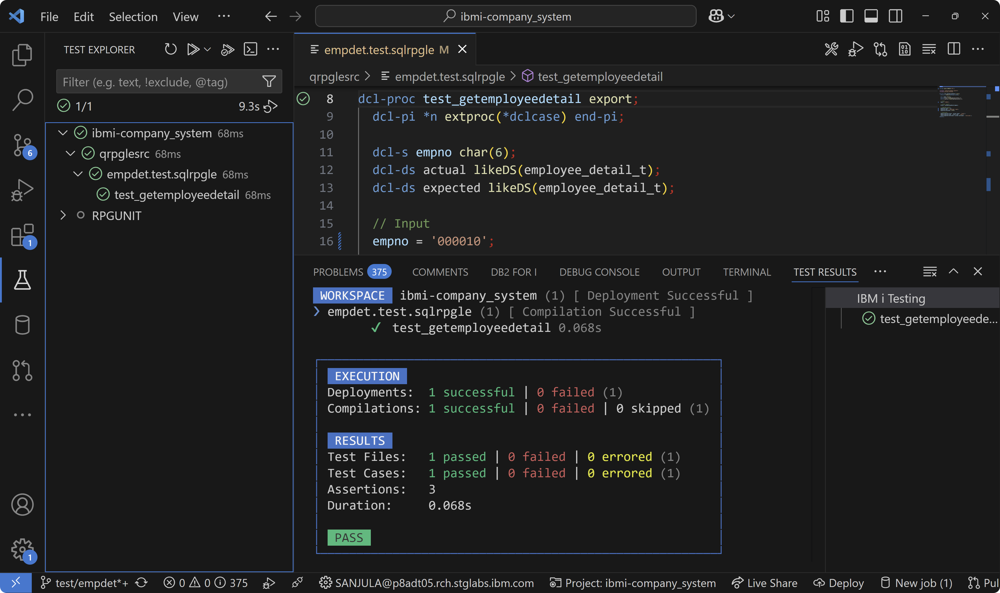 File Edit Selection View ··· ibmi-company_system
TEST EXPLORER
Filter (e.g. text, !exclude, @tag)
1/1 9.3s
ibmi-company_system 68ms
qrpglesrc 68ms
empdet.test.sqlrpgle 68ms
test_getemployeedetail 68ms
RPGUNIT
6
1
1
empdet.test.sqlrpgle M
qrpglesrc > empdet.test.sqlrpgle > test_getemployeedetail
8 dcl-proc test_getemployeedetail export;
9 dcl-pi *n extproc(*dclcase) end-pi;
10
11 dcl-s empno char(6);
12 dcl-ds actual likeDS(employee_detail_t);
13 dcl-ds expected likeDS(employee_detail_t);
14
15 // Input
16 empno = '000010';
PROBLEMS 375 COMMENTS DB2 FOR I DEBUG CONSOLE OUTPUT TERMINAL TEST RESULTS ···
WORKSPACE ibmi-company_system (1) [ Deployment Successful ]
❯ empdet.test.sqlrpgle (1) [ Compilation Successful ]
✓ test_getemployeedetail 0.068s
EXECUTION
Deployments: 1 successful | 0 failed (1)
Compilations: 1 successful | 0 failed | 0 skipped (1)
RESULTS
Test Files: 1 passed | 0 failed | 0 errored (1)
Test Cases: 1 passed | 0 failed | 0 errored (1)
Assertions: 3
Duration: 0.068s
PASS
IBM i Testing
test_getemployeede...
test/empdet*+ 0 0 375 SANJULA@p8adt05.rch.stglabs.ibm.com Project: ibmi-company_system Live Share Deploy New job (1) Pul